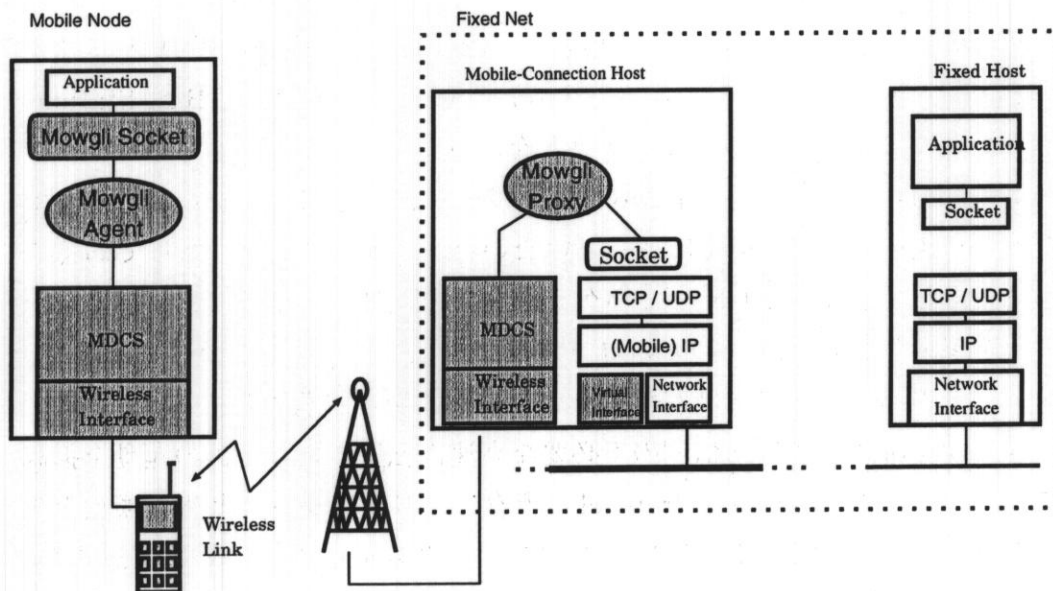 Mobile Node
Fixed Net
Application
Mowgli Socket
Mowgli
Agent
MDCS
Wireless
Interface
Wireless
Link
Mobile-Connection Host
Mowgli
Proxy
Socket
TCP / UDP
(Mobile) IP
MDCS
Wireless
Interface
Virtual
Interface
Network
Interface
Fixed Host
Application
Socket
TCP / UDP
IP
Network
Interface